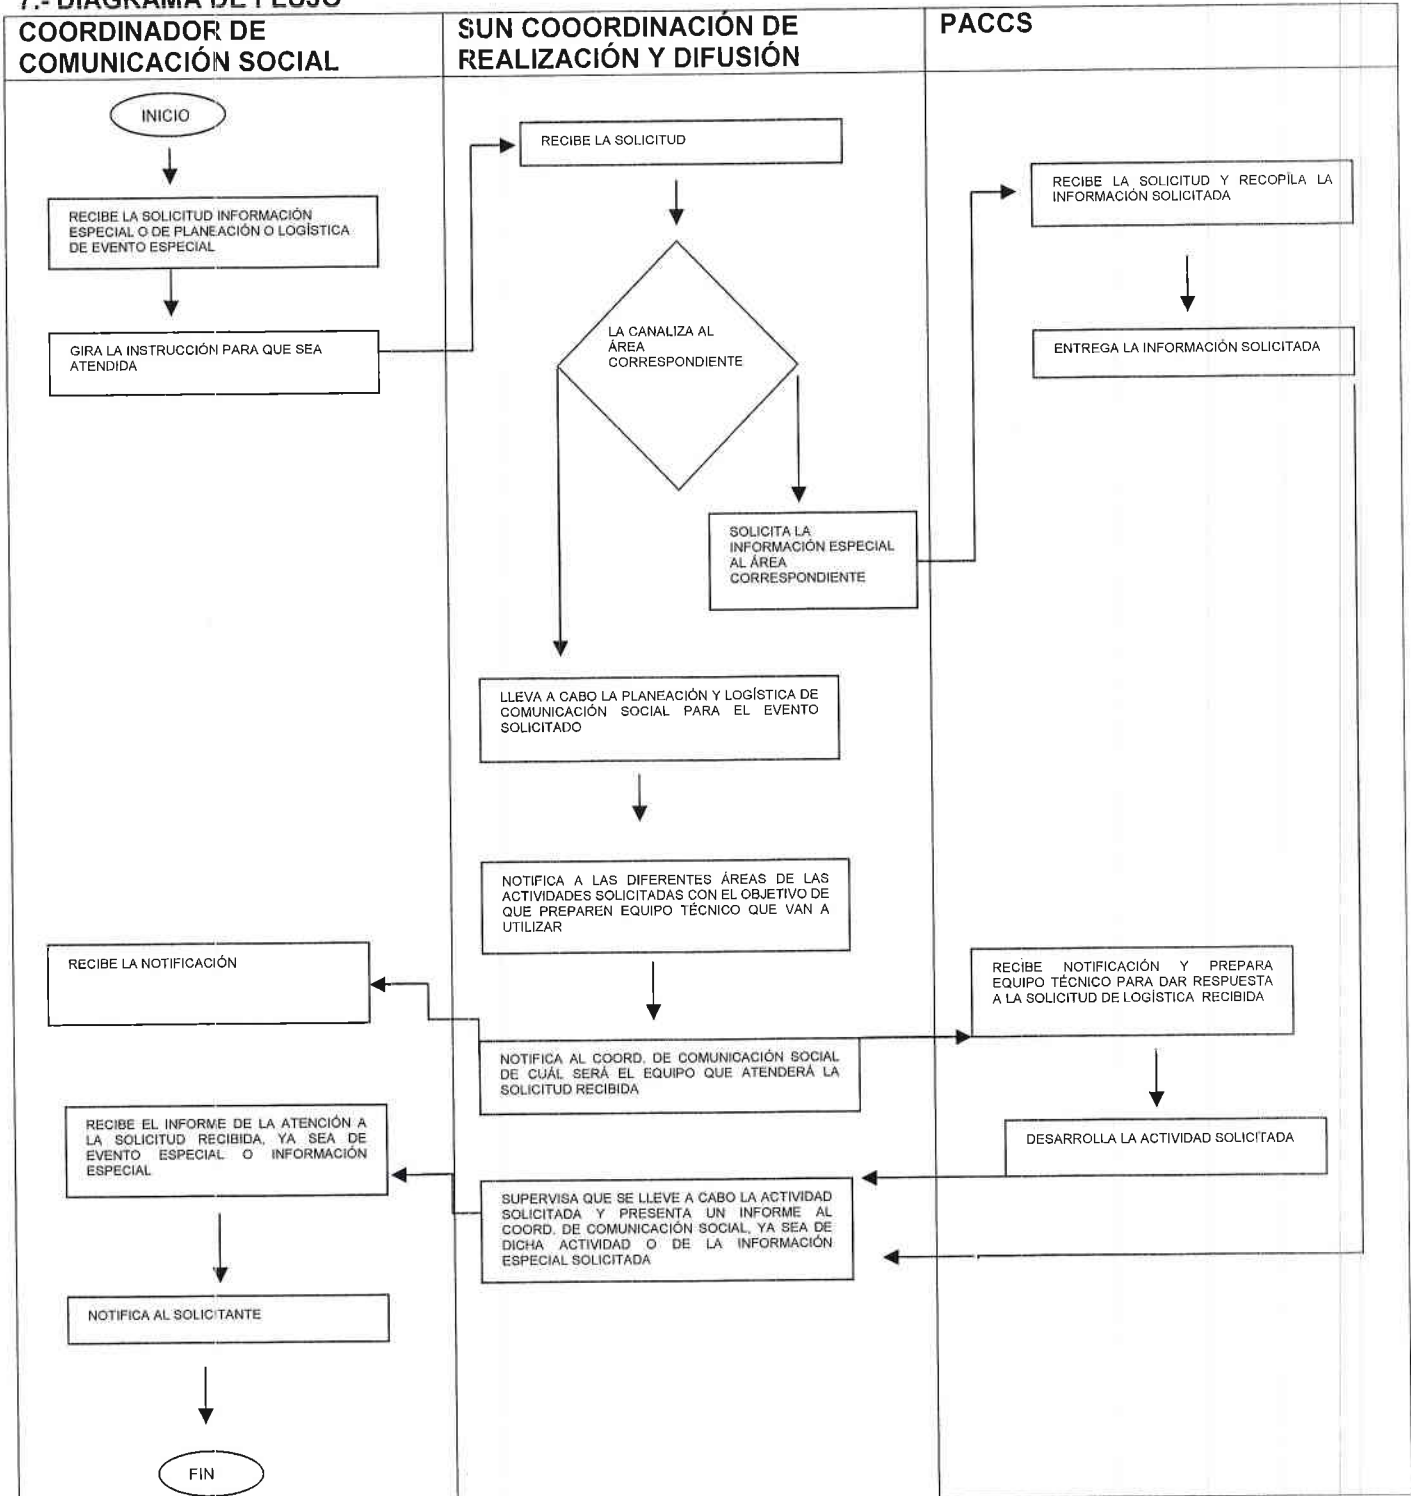 7.- DIAGRAMA DE FLUJO
COORDINADOR DE
COMUNICACIÓN SOCIAL
SUN COOORDINACIÓN DE
REALIZACIÓN Y DIFUSIÓN
PACCS
INICIO
RECIBE LA SOLICITUD INFORMACIÓN
ESPECIAL O DE PLANEACIÓN O LOGÍSTICA
DE EVENTO ESPECIAL
GIRA LA INSTRUCCIÓN PARA QUE SEA
ATENDIDA
RECIBE LA SOLICITUD
LA CANALIZA AL
ÁREA
CORRESPONDIENTE
SOLICITA LA
INFORMACIÓN ESPECIAL
AL ÁREA
CORRESPONDIENTE
RECIBE LA SOLICITUD Y RECOPILA LA
INFORMACIÓN SOLICITADA
ENTREGA LA INFORMACIÓN SOLICITADA
LLEVA A CABO LA PLANEACIÓN Y LOGÍSTICA DE
COMUNICACIÓN SOCIAL PARA EL EVENTO
SOLICITADO
NOTIFICA A LAS DIFERENTES ÁREAS DE LAS
ACTIVIDADES SOLICITADAS CON EL OBJETIVO DE
QUE PREPAREN EQUIPO TÉCNICO QUE VAN A
UTILIZAR
NOTIFICA AL COORD. DE COMUNICACIÓN SOCIAL
DE CUÁL SERÁ EL EQUIPO QUE ATENDERÁ LA
SOLICITUD RECIBIDA
RECIBE LA NOTIFICACIÓN
RECIBE NOTIFICACIÓN Y PREPARA
EQUIPO TÉCNICO PARA DAR RESPUESTA
A LA SOLICITUD DE LOGÍSTICA RECIBIDA
DESARROLLA LA ACTIVIDAD SOLICITADA
SUPERVISA QUE SE LLEVE A CABO LA ACTIVIDAD
SOLICITADA Y PRESENTA UN INFORME AL
COORD. DE COMUNICACIÓN SOCIAL, YA SEA DE
DICHA ACTIVIDAD O DE LA INFORMACIÓN
ESPECIAL SOLICITADA
RECIBE EL INFORME DE LA ATENCIÓN A
LA SOLICITUD RECIBIDA, YA SEA DE
EVENTO ESPECIAL O INFORMACIÓN
ESPECIAL
NOTIFICA AL SOLICITANTE
FIN